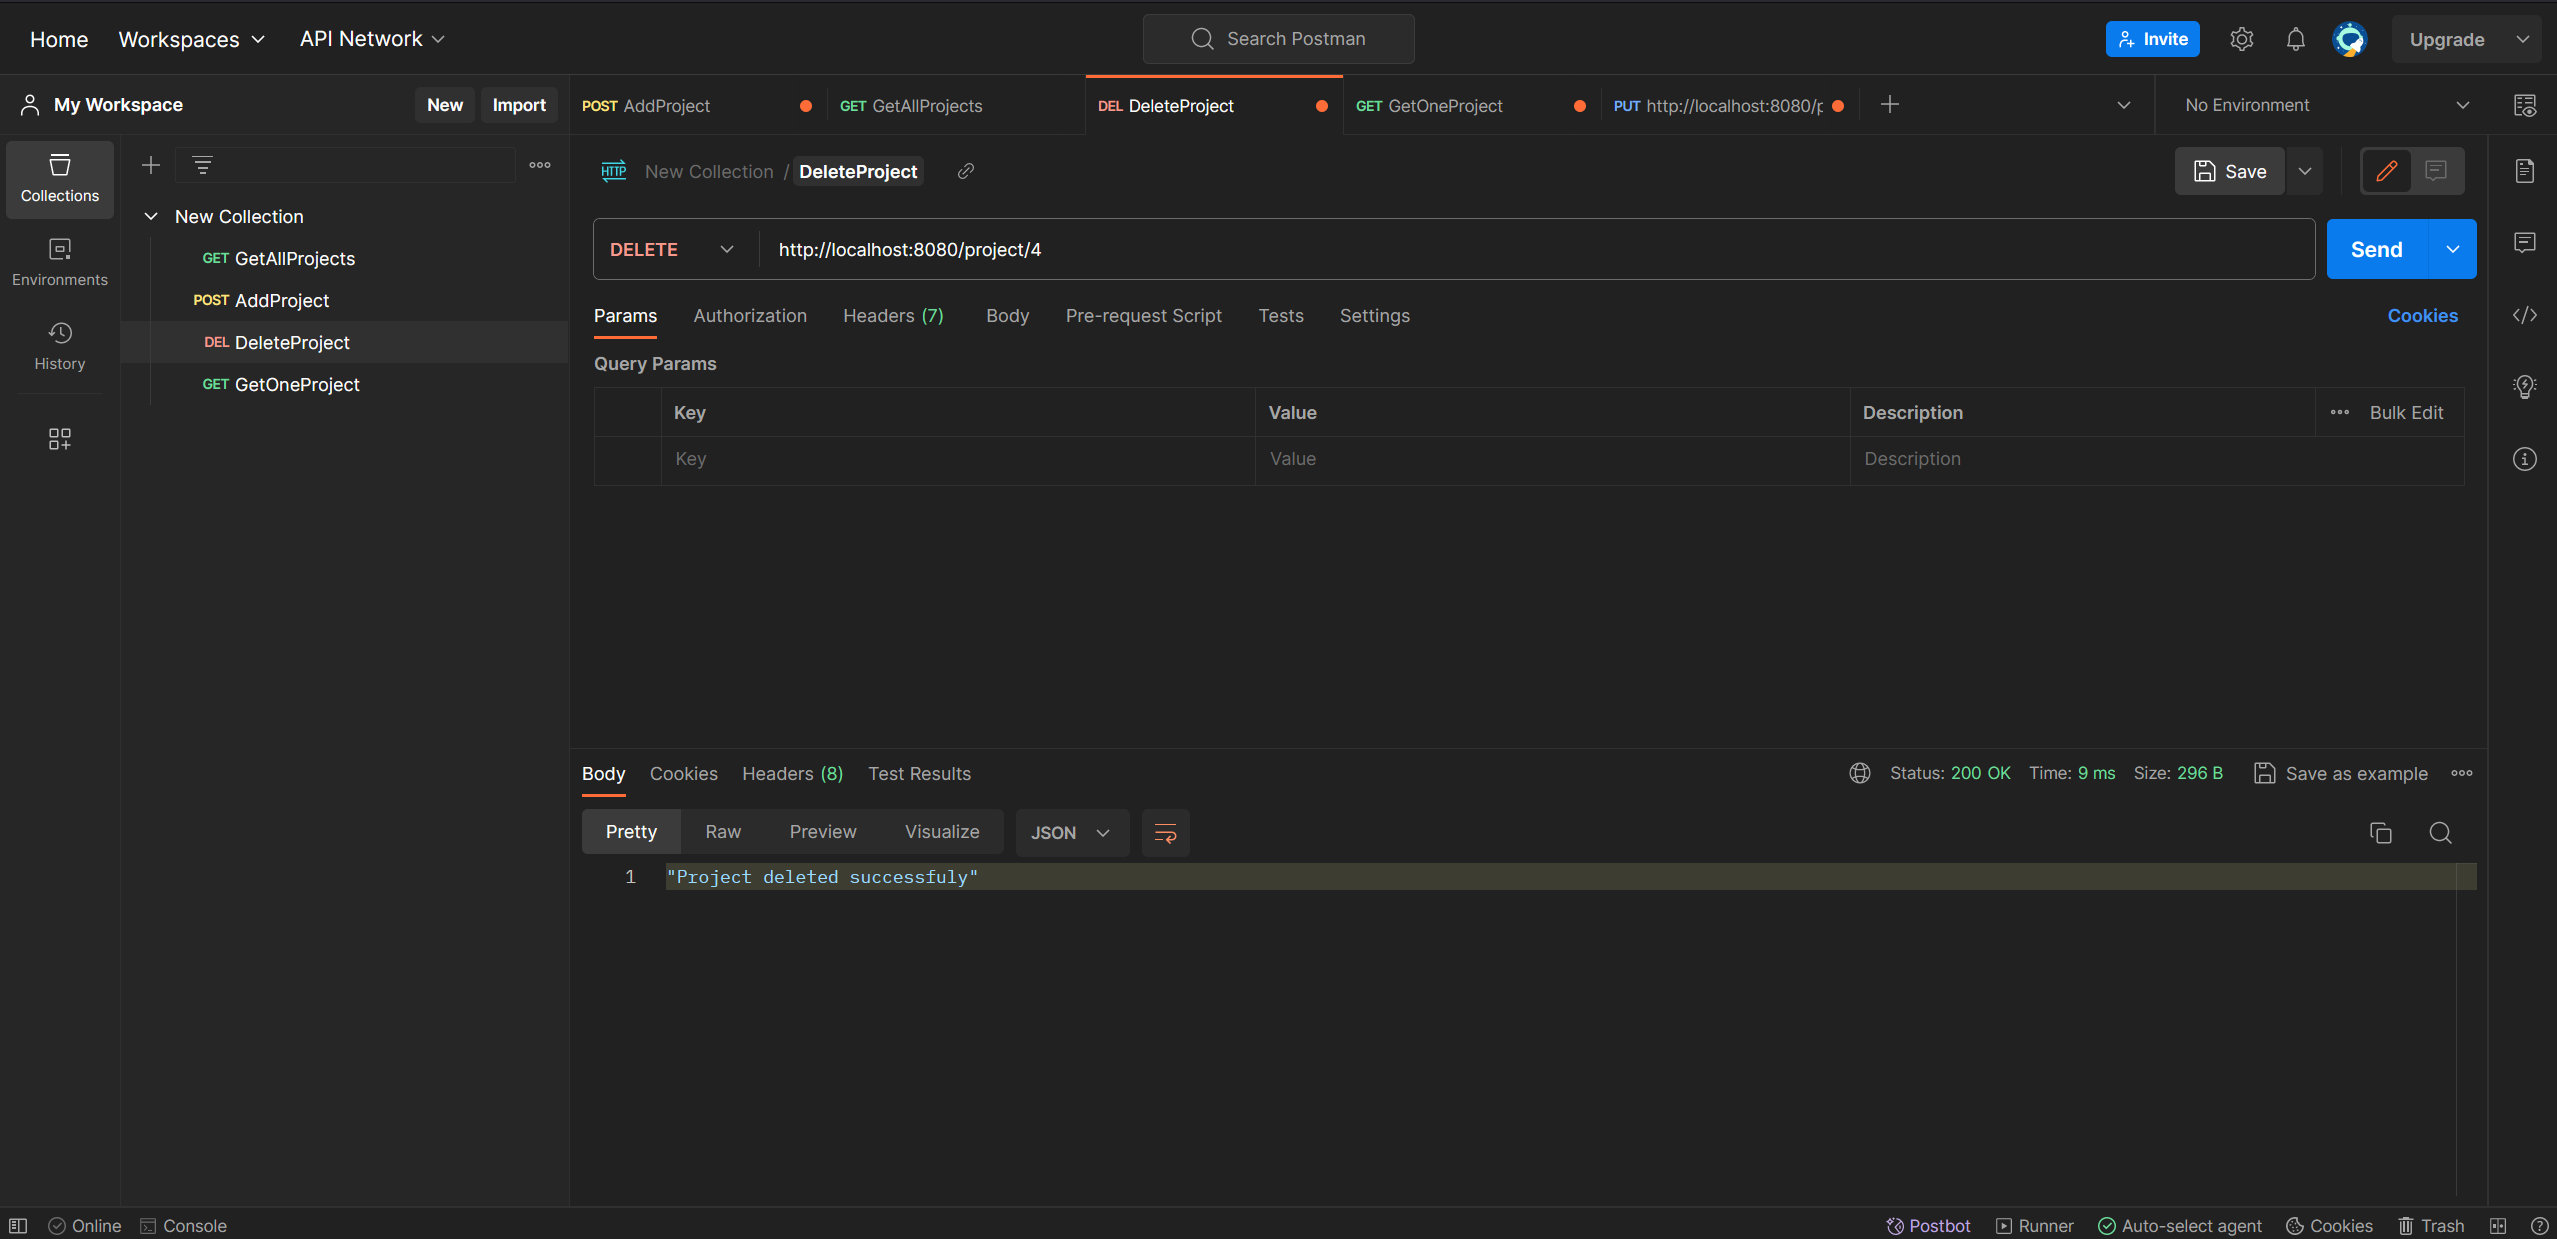 Home Workspaces API Network Search Postman Invite Upgrade
My Workspace New Import POST AddProject GET GetAllProjects DEL DeleteProject GET GetOneProject PUT http://localhost:8080/p No Environment
HTTP New Collection / DeleteProject Save
Collections
New Collection
DELETE http://localhost:8080/project/4 Send
GET GetAllProjects
Environments
POST AddProject
Params Authorization Headers (7) Body Pre-request Script Tests Settings Cookies
DEL DeleteProject
History
Query Params
GET GetOneProject
Key Value Description Bulk Edit
Key Value Description
Body Cookies Headers (8) Test Results Status: 200 OK Time: 9 ms Size: 296 B Save as example
Pretty Raw Preview Visualize JSON
1 "Project deleted successfuly"
Online Console Postbot Runner Auto-select agent Cookies Trash